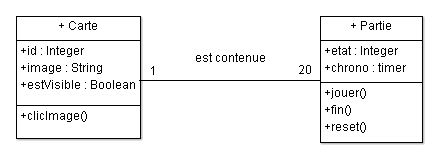 + Carte
+id : Integer
+image : String
+estVisible : Boolean
+clicImage()
est contenue
1
20
+ Partie
+etat : Integer
+chrono : timer
+jouer()
+fin()
+reset()